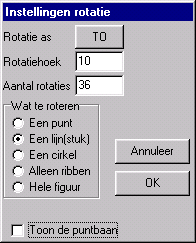 Instellingen rotatie
Rotatie as TO
Rotatiehoek 10
Aantal rotaties 36
Wat te roteren
Een punt
Een lijn(stuk)
Een cirkel
Alleen ribben
Hele figuur
Annuleer
OK
Toon de puntbaan